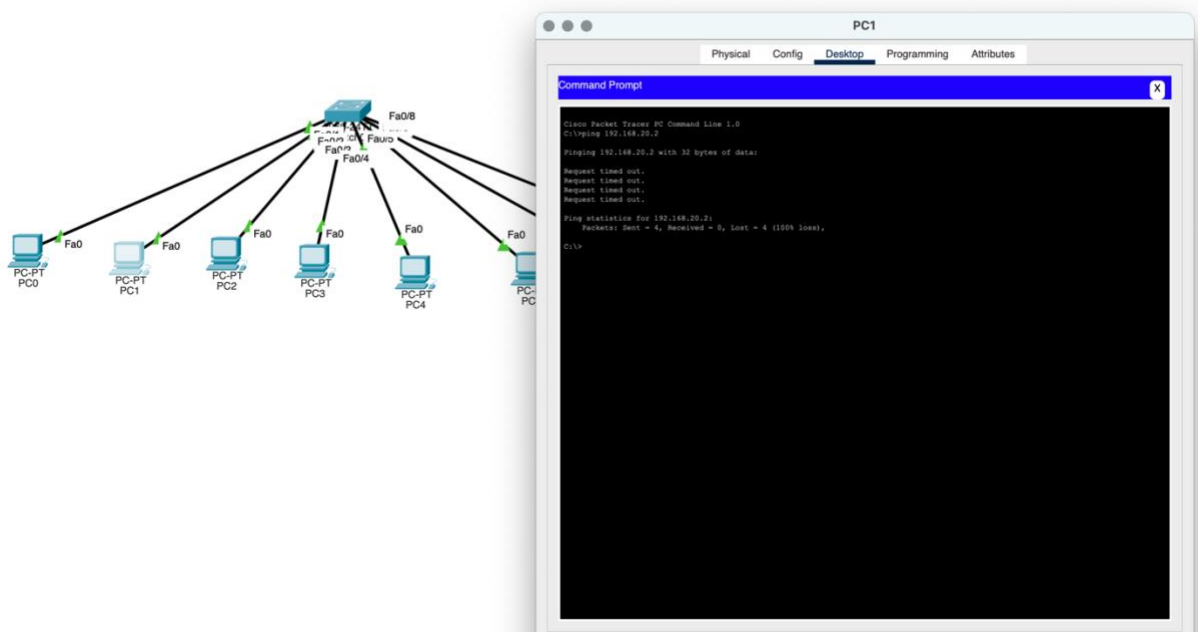 PC1
Physical Config Desktop Programming Attributes
Command Prompt
X
Cisco Packet Tracer PC Command Line 1.0
C:\>ping 192.168.20.2
Pinging 192.168.20.2 with 32 bytes of data:
Request timed out.
Request timed out.
Request timed out.
Request timed out.
Ping statistics for 192.168.20.2:
Packets: Sent = 4, Received = 0, Lost = 4 (100% loss),
C:\>
Fa0/8
Fa0/5
Fa0/4
Fa0
Fa0
Fa0
Fa0
Fa0
Fa0
PC-PT
PC0
PC-PT
PC1
PC-PT
PC2
PC-PT
PC3
PC-PT
PC4
PC-
PC